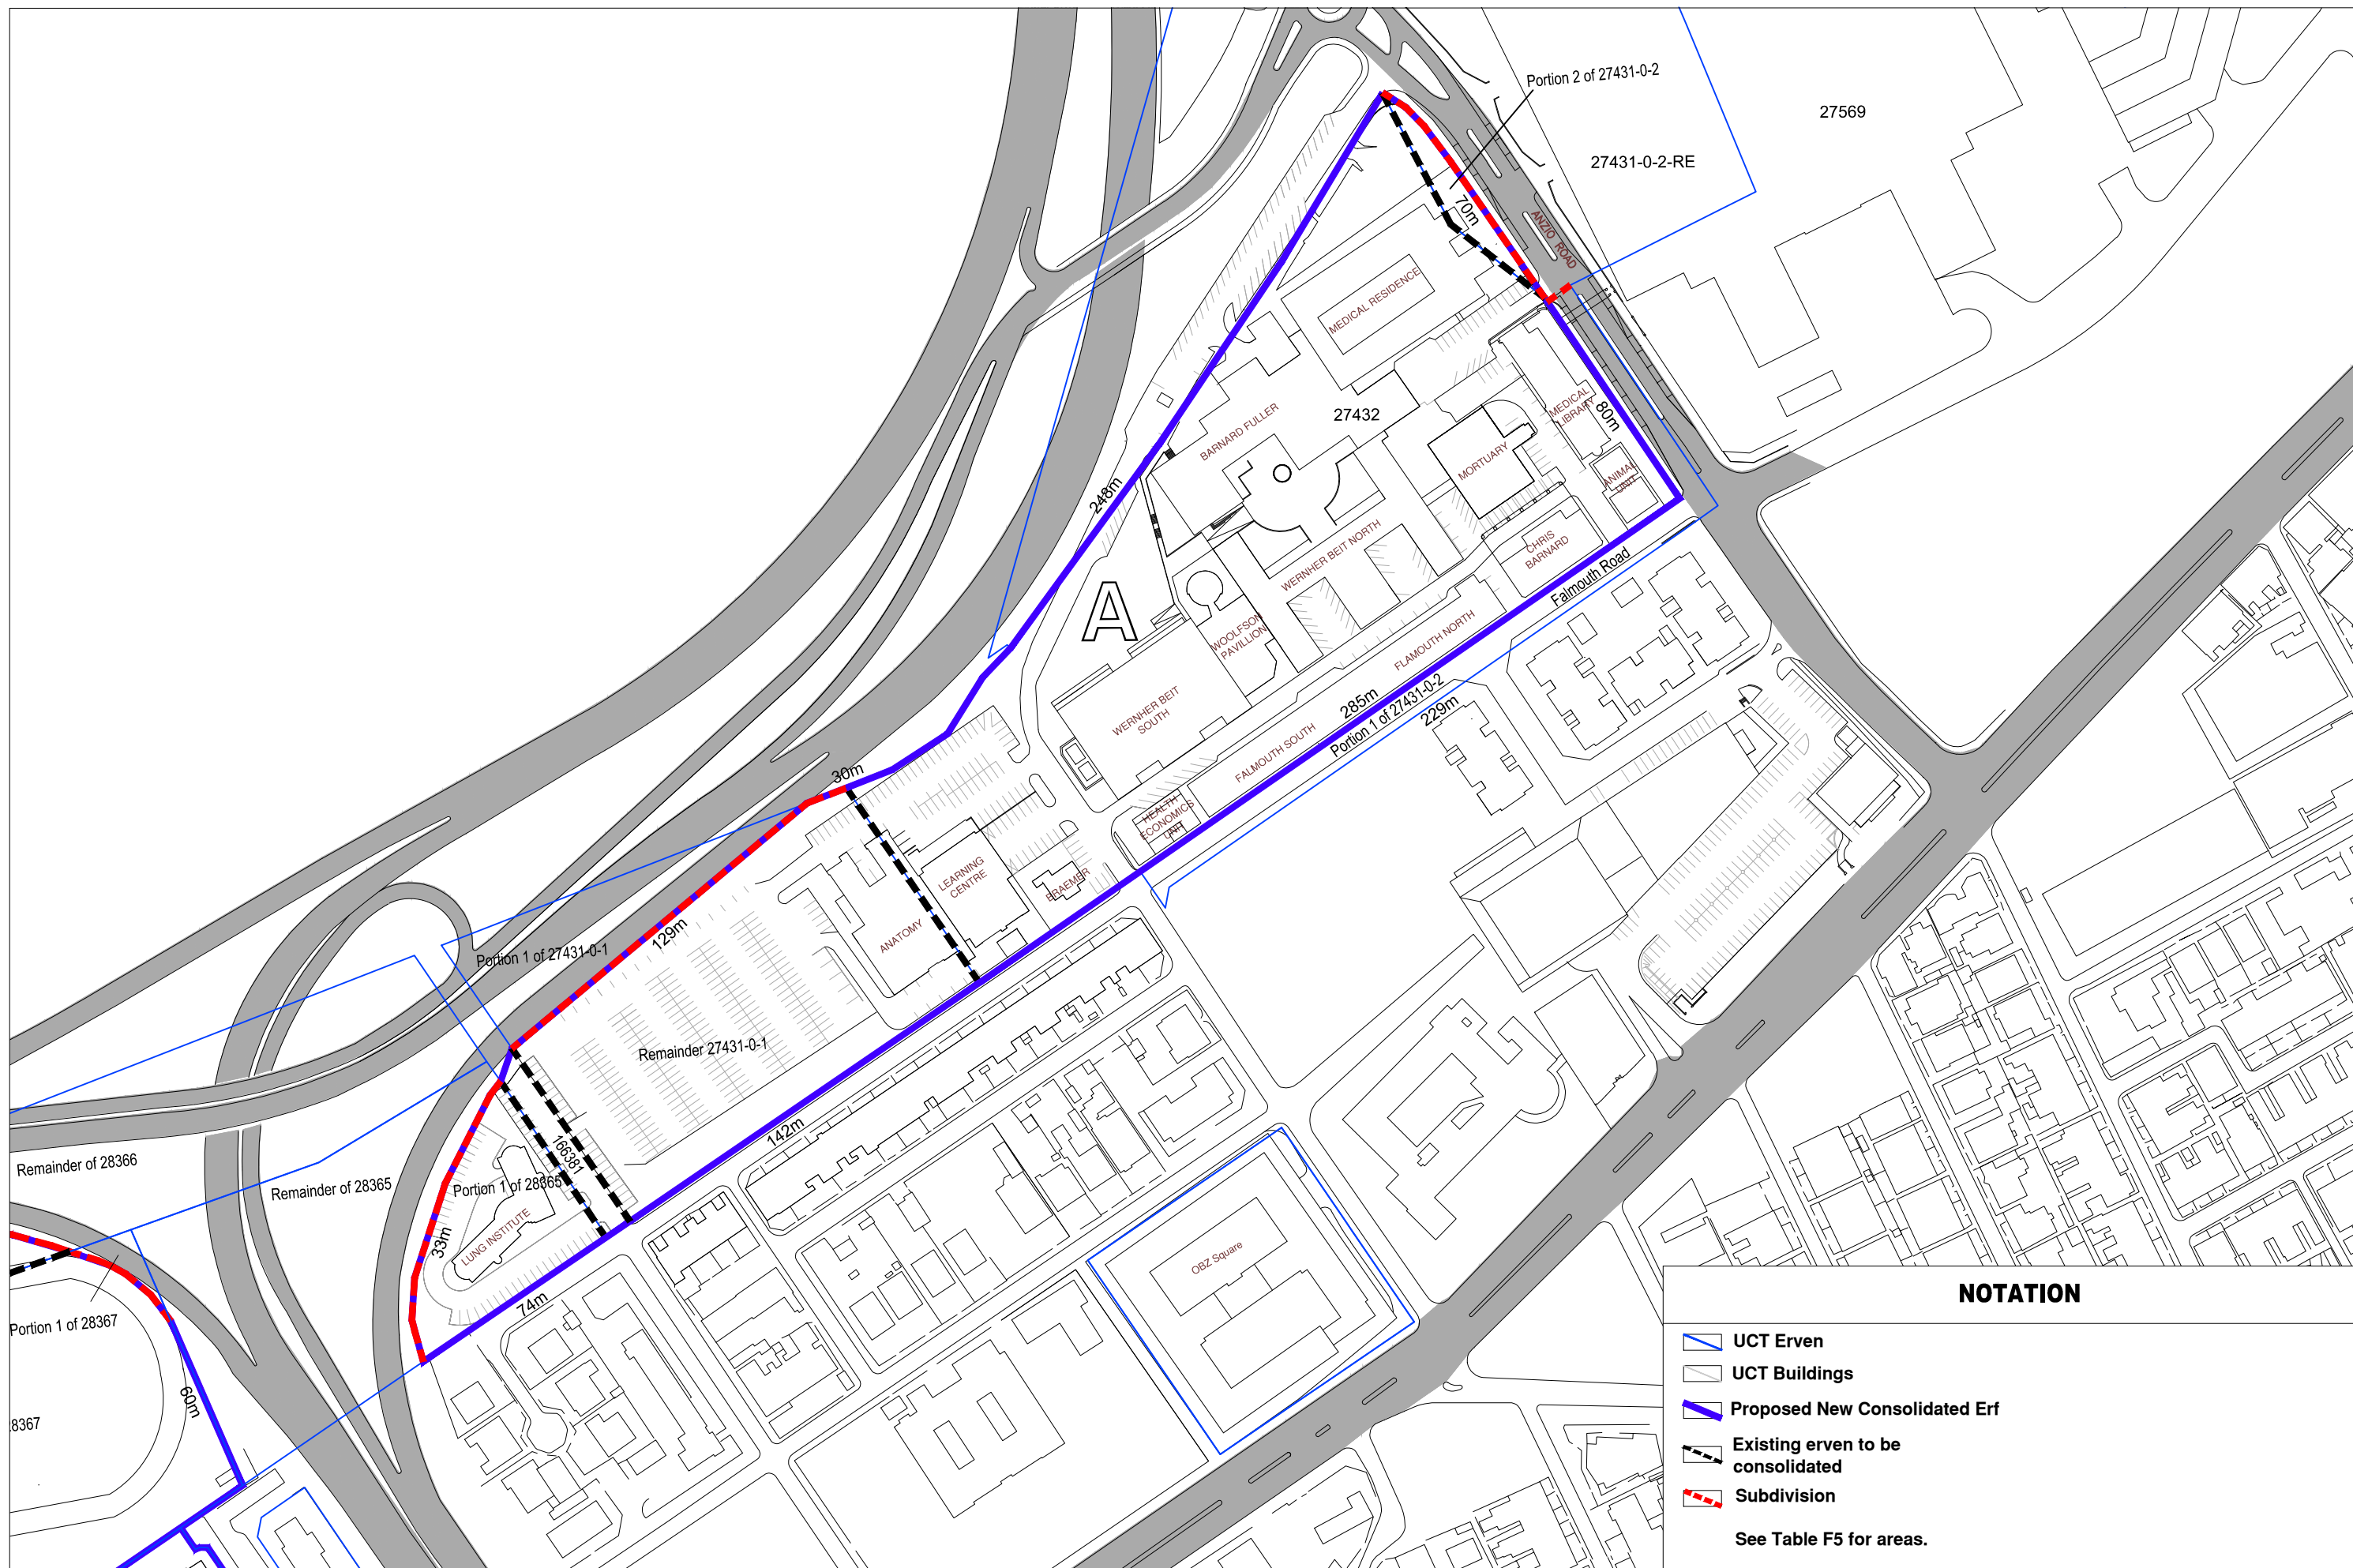 Portion 2 of 27431-0-2
27569
27431-0-2-RE
ANZIO ROAD
70m
MEDICAL RESIDENCE
27432
BARNARD FULLER
MEDICAL
LIBRARY
80m
MORTUARY
ANIMAL
UNIT
248m
WERNHER BEIT NORTH
CHRIS
BARNARD
Falmouth Road
A
WOOLFSON
PAVILLION
FLAMOUTH NORTH
WERNHER BEIT
SOUTH
285m
Portion 1 of 27431-0-2
229m
FALMOUTH SOUTH
30m
HEALTH
ECONOMICS
UNIT
LEARNING
CENTRE
BRAEMER
ANATOMY
129m
Portion 1 of 27431-0-1
Remainder 27431-0-1
142m
166381
Remainder of 28366
Remainder of 28365
Portion 1 of 28365
LUNG INSTITUTE
33m
74m
OBZ Square
Portion 1 of 28367
60m
8367
NOTATION
UCT Erven
UCT Buildings
Proposed New Consolidated Erf
Existing erven to be
consolidated
Subdivision
See Table F5 for areas.